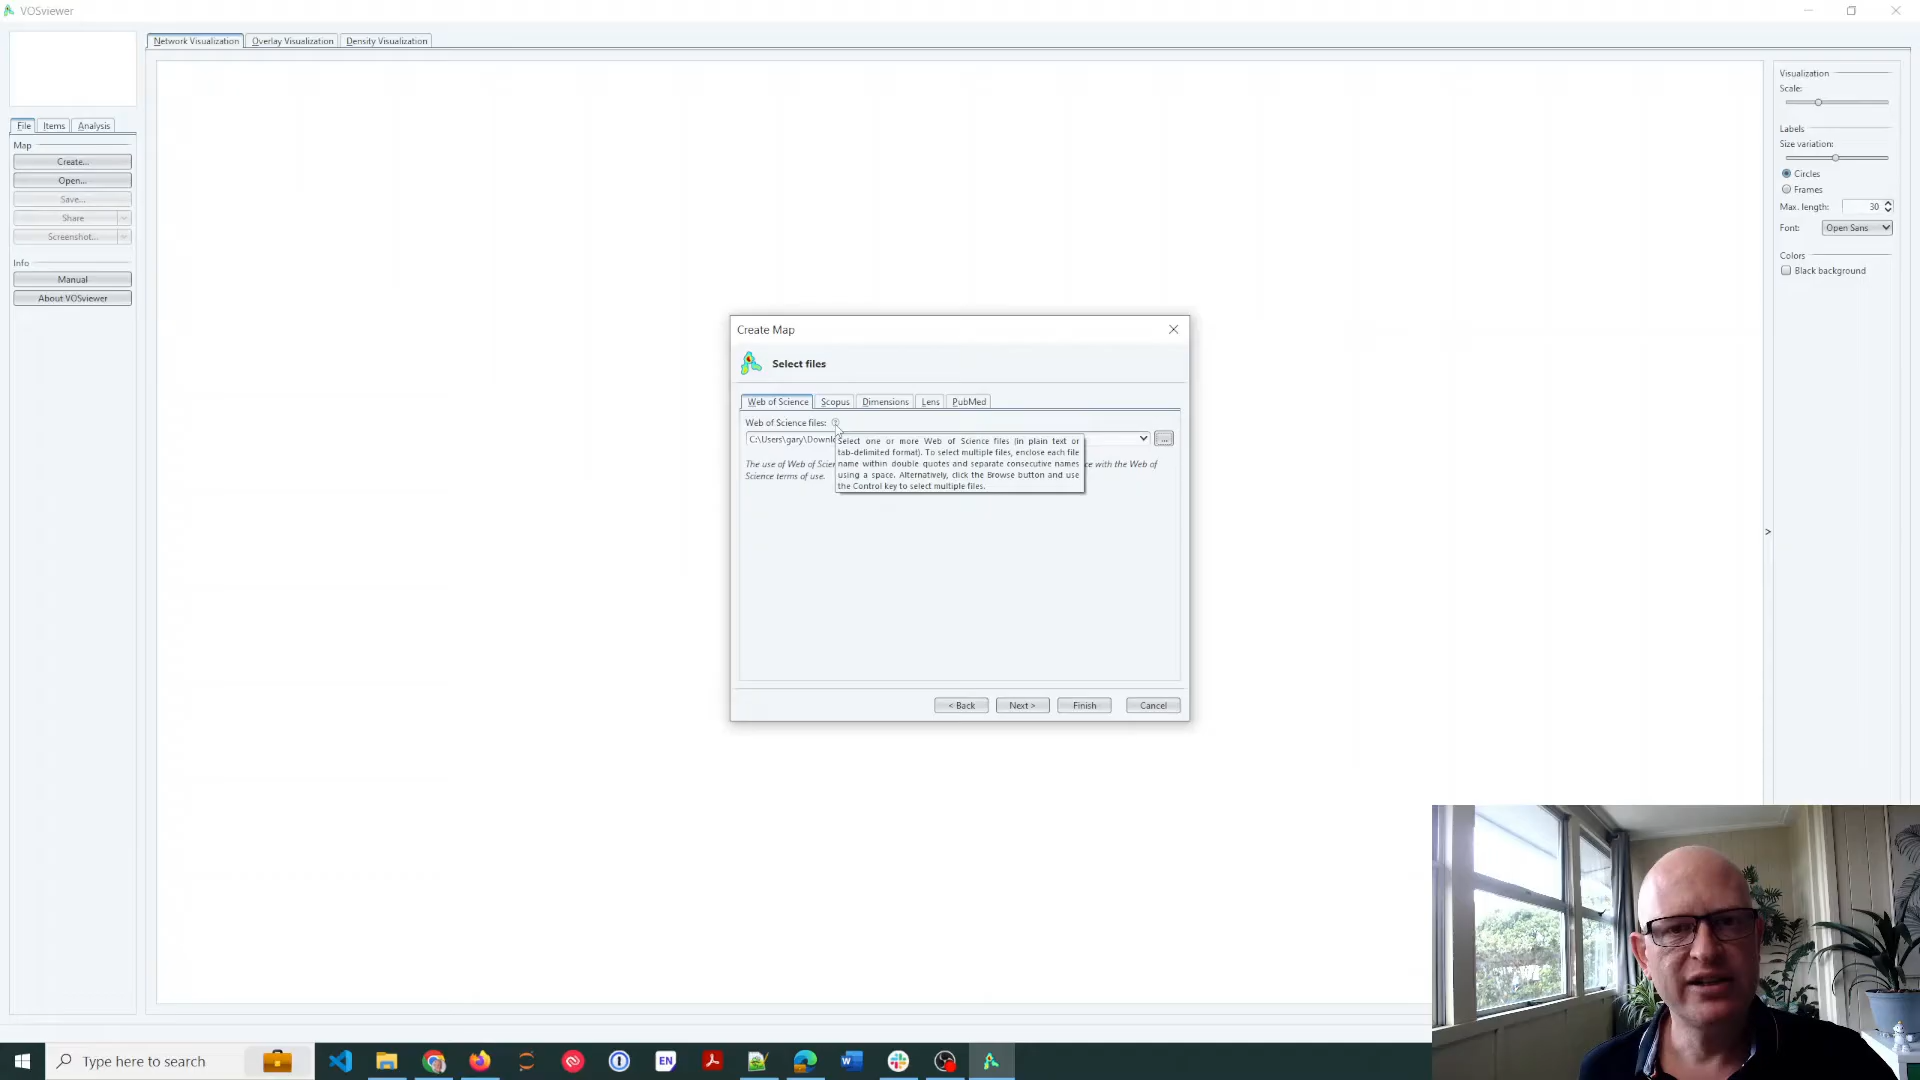 VOSviewer
Network Visualization
Overlay Visualization
Density Visualization
File
Items
Analysis
Map
Create...
Open...
Save...
Share
Screenshot...
Info
Manual
About VOSviewer
Create Map
Select files
Web of Science
Scopus
Dimensions
Lens
PubMed
Web of Science files:
C:\Users\gary\Downlo
...
Select one or more Web of Science files (in plain text or
tab-delimited format). To select multiple files, enclose each file
name within double quotes and separate consecutive names
using a space. Alternatively, click the Browse button and use
the Control key to select multiple files.
The use of Web of Scien
ce with the Web of
Science terms of use.
< Back
Next >
Finish
Cancel
Visualization
Scale:
Labels
Size variation:
Circles
Frames
Max. length:
30
Font:
Open Sans
Colors
Black background
>
Type here to search
EN